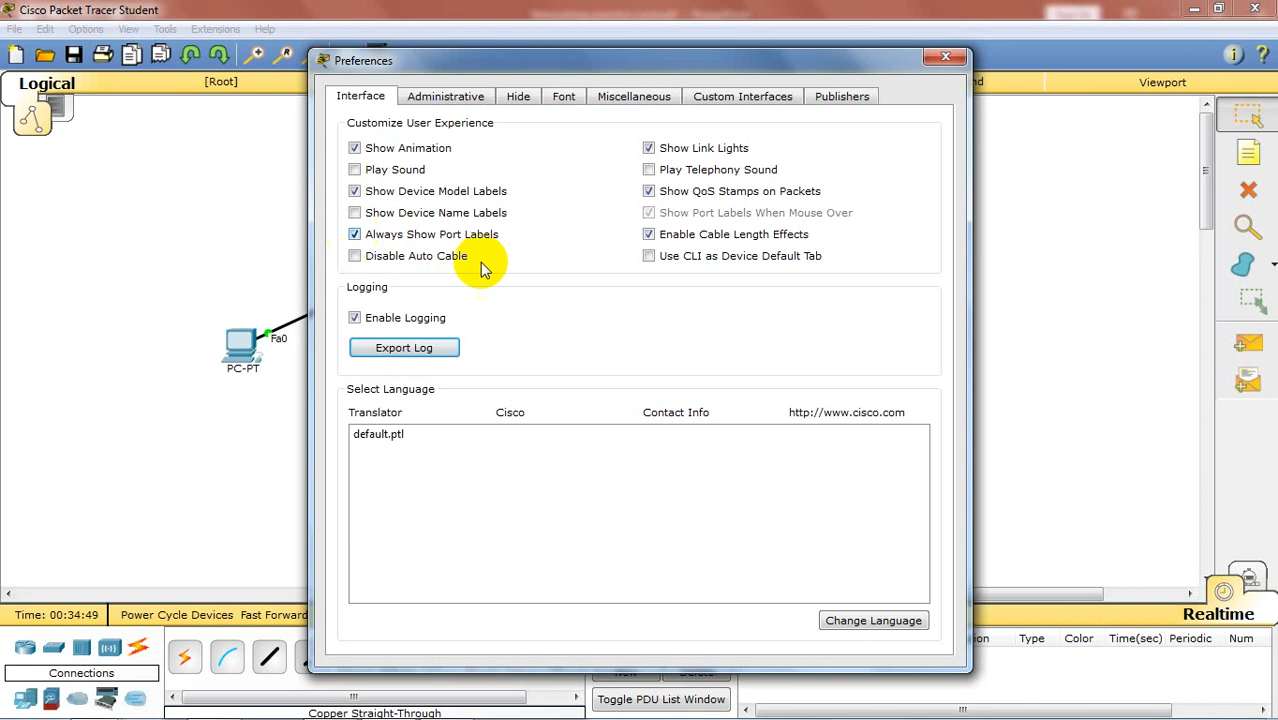 Cisco Packet Tracer Student
File Edit Options View Tools Extensions Help
Preferences
Logical
[Root]
Viewport
Interface Administrative Hide Font Miscellaneous Custom Interfaces Publishers
Customize User Experience
Show Animation
Show Link Lights
Play Sound
Play Telephony Sound
Show Device Model Labels
Show QoS Stamps on Packets
Show Device Name Labels
Show Port Labels When Mouse Over
Always Show Port Labels
Enable Cable Length Effects
Disable Auto Cable
Use CLI as Device Default Tab
Logging
Enable Logging
Export Log
Fa0
PC-PT
Select Language
Translator Cisco Contact Info http://www.cisco.com
default.ptl
Change Language
Time: 00:34:49 Power Cycle Devices Fast Forward
Realtime
Type Color Time(sec) Periodic Num
Connections
Toggle PDU List Window
Copper Straight-Through